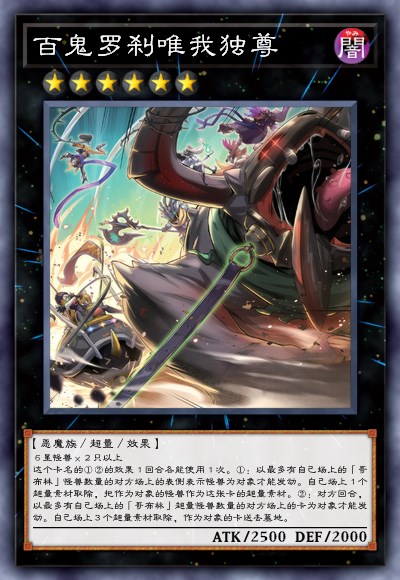 百鬼罗刹唯我独尊
やみ
闇
【恶魔族／超量／效果】
６星怪兽×２只以上
这个卡名的①②的效果１回合各能使用１次。①：以最多有自己场上的「哥
布林」怪兽数量的对方场上的表侧表示怪兽为对象才能发动。自己场上１个
超量素材取除，把作为对象的怪兽作为这张卡的超量素材。②：对方回合，
以最多有自己场上的「哥布林」超量怪兽数量的对方场上的卡为对象才能发
动。自己场上３个超量素材取除，作为对象的卡送去墓地。
ATK/2500 DEF/2000